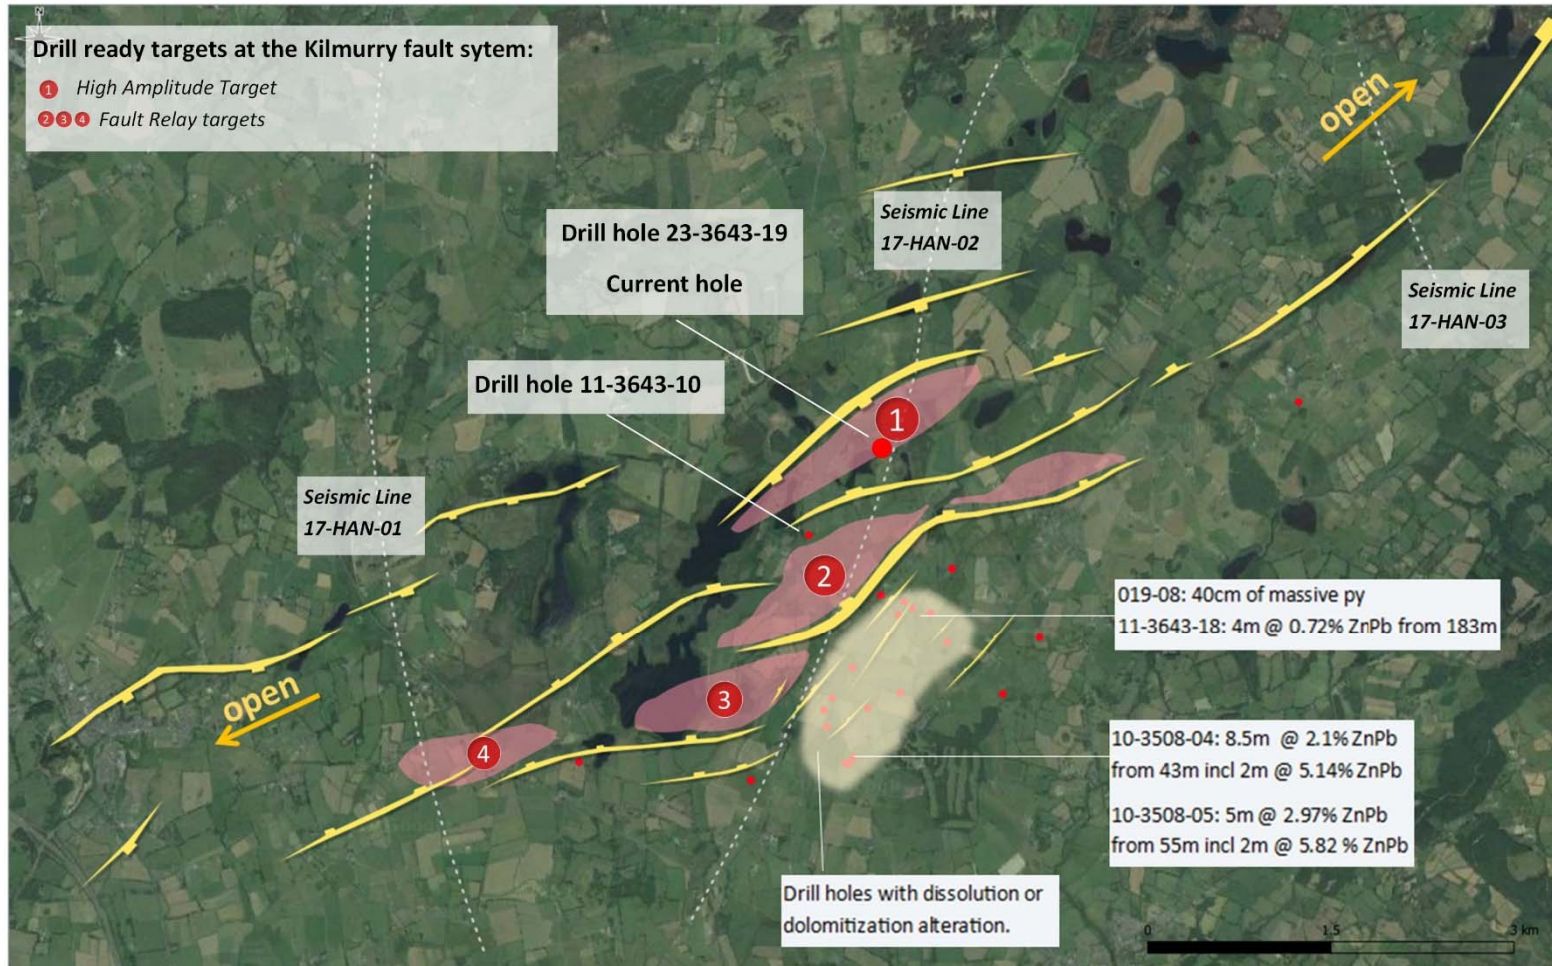 N
Drill ready targets at the Kilmurry fault sytem:
1 High Amplitude Target
2 3 4 Fault Relay targets
open
Seismic Line
17-HAN-02
Drill hole 23-3643-19
Current hole
Seismic Line
17-HAN-03
Drill hole 11-3643-10
1
Seismic Line
17-HAN-01
2
019-08: 40cm of massive py
11-3643-18: 4m @ 0.72% ZnPb from 183m
open
3
4
10-3508-04: 8.5m @ 2.1% ZnPb
from 43m incl 2m @ 5.14% ZnPb
10-3508-05: 5m @ 2.97% ZnPb
from 55m incl 2m @ 5.82 % ZnPb
Drill holes with dissolution or
dolomitization alteration.
0 1.5 3 km